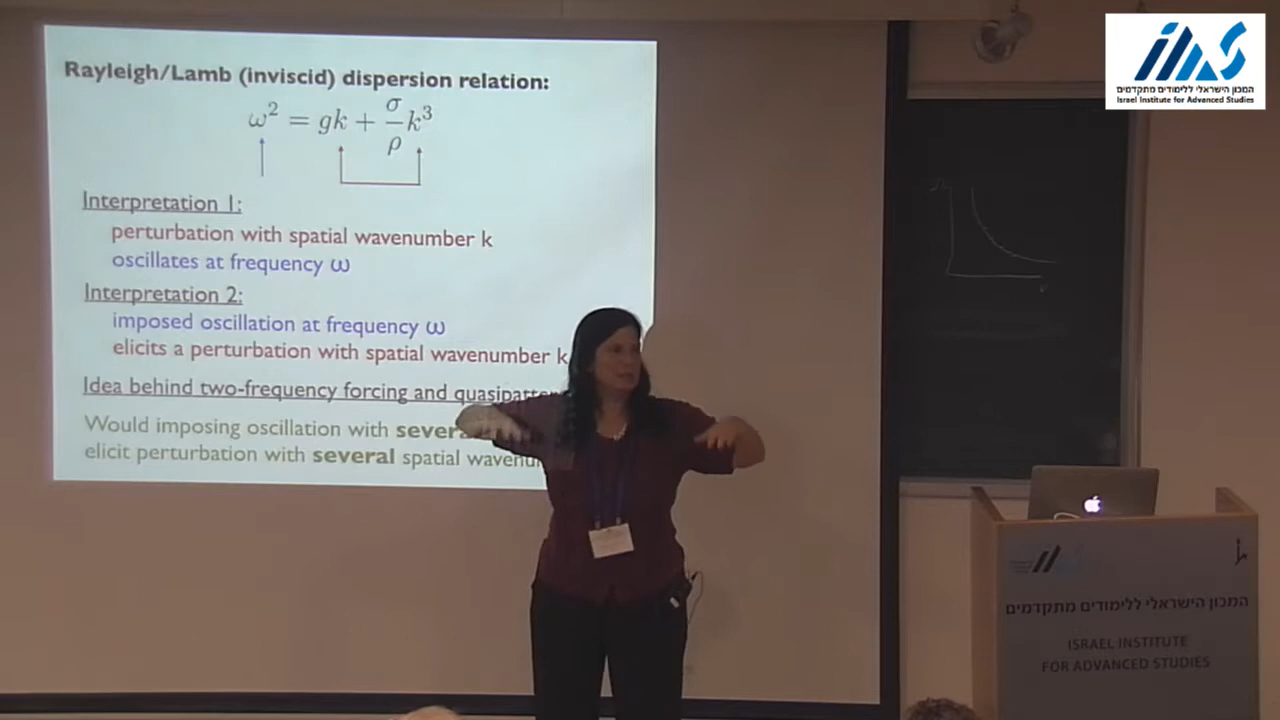 Rayleigh/Lamb (inviscid) dispersion relation:
ω² = gk + σ/ρ k³
Interpretation 1:
perturbation with spatial wavenumber k
oscillates at frequency ω
Interpretation 2:
imposed oscillation at frequency ω
elicits a perturbation with spatial wavenumber k
Idea behind two-frequency forcing and
Would imposing oscillation with
elicit perturbation with several spatial
המכון הישראלי ללימודים מתקדמים
Israel Institute for Advanced Studies
המכון הישראלי ללימודים מתקדמים
ISRAEL INSTITUTE
FOR ADVANCED STUDIES